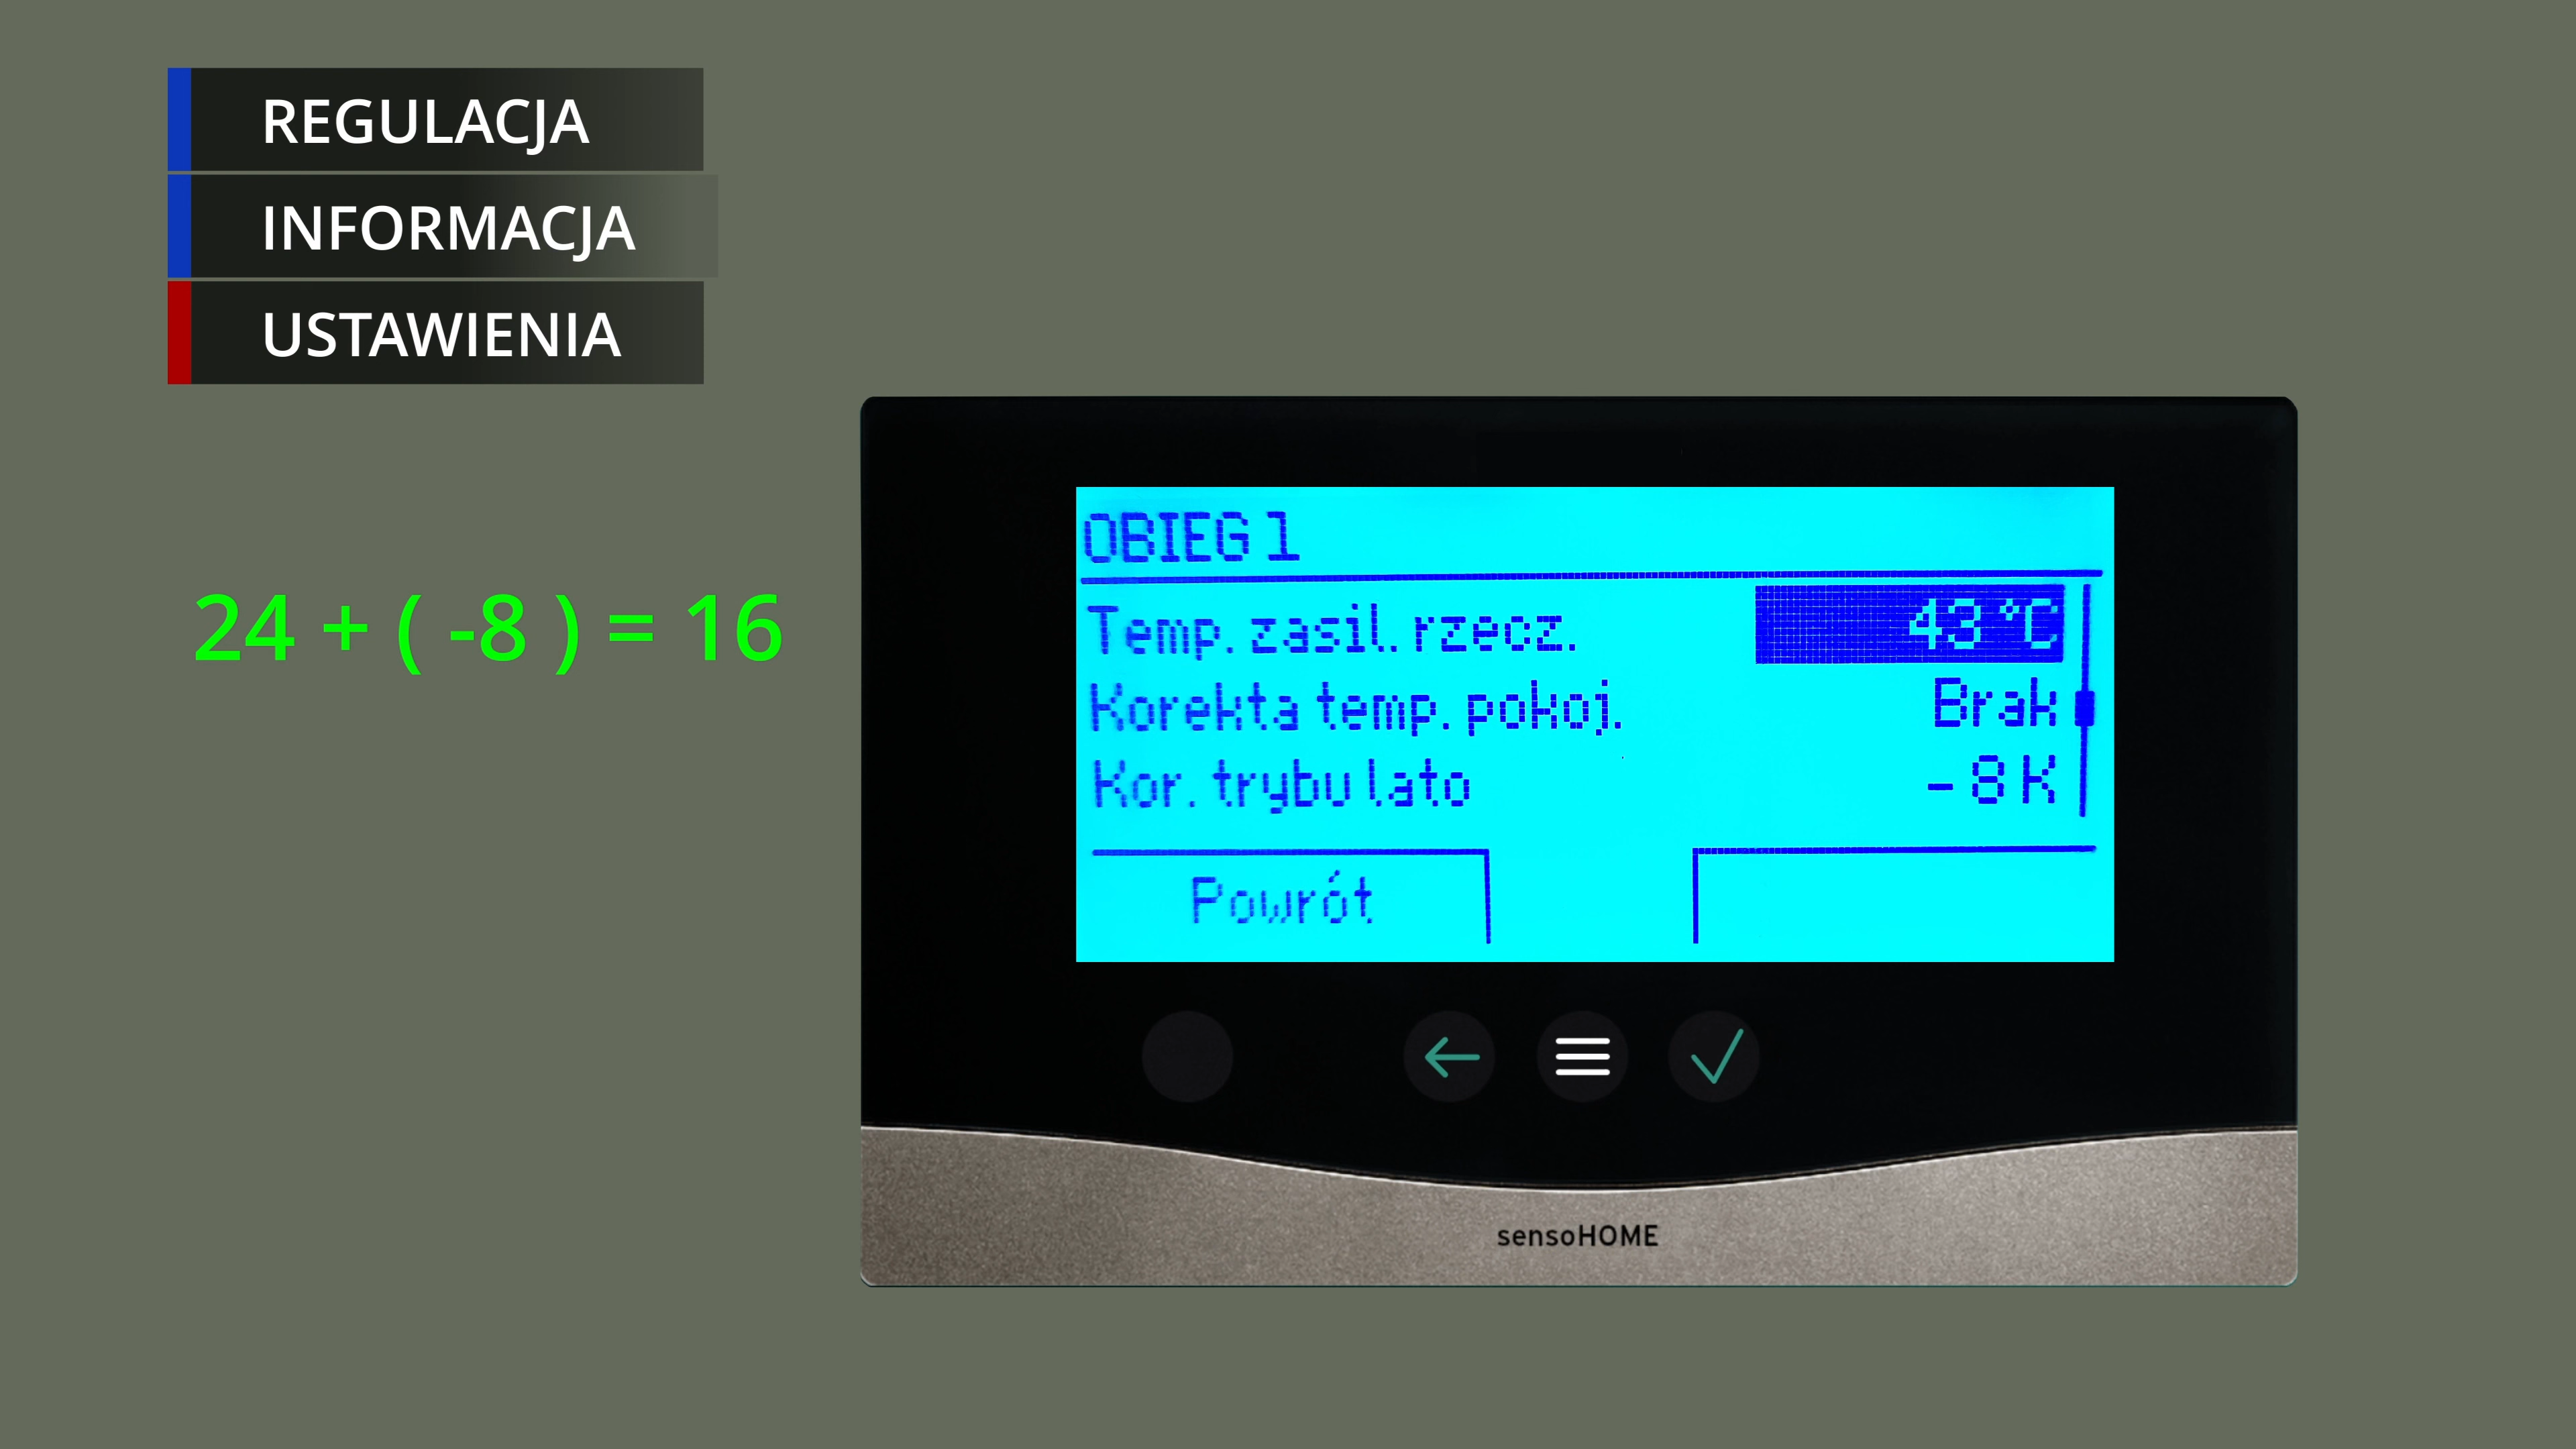 REGULACJA
INFORMACJA
USTAWIENIA
24 + ( -8 ) = 16
OBIEG 1
Temp. zasil. rzecz. 43 °C
Korekta temp. pokoj. Brak
Kor. trybu lato -8 K
Powrót
sensoHOME